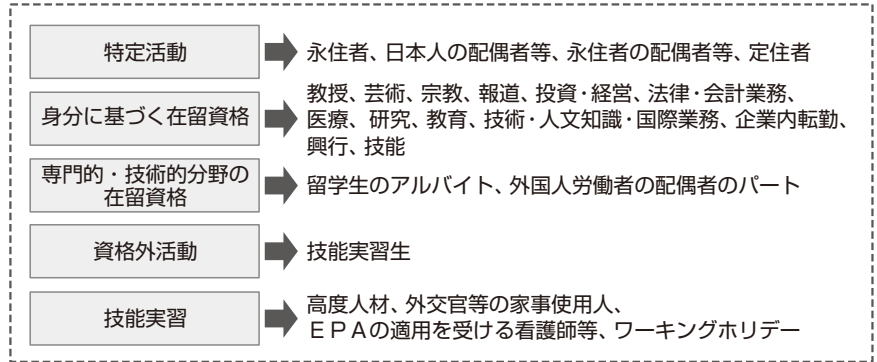 特定活動
永住者、日本人の配偶者等、永住者の配偶者等、定住者
身分に基づく在留資格
教授、芸術、宗教、報道、投資・経営、法律・会計業務、
医療、研究、教育、技術・人文知識・国際業務、企業内転勤、
興行、技能
専門的・技術的分野の
在留資格
留学生のアルバイト、外国人労働者の配偶者のパート
資格外活動
技能実習生
技能実習
高度人材、外交官等の家事使用人、
ＥＰＡの適用を受ける看護師等、ワーキングホリデー